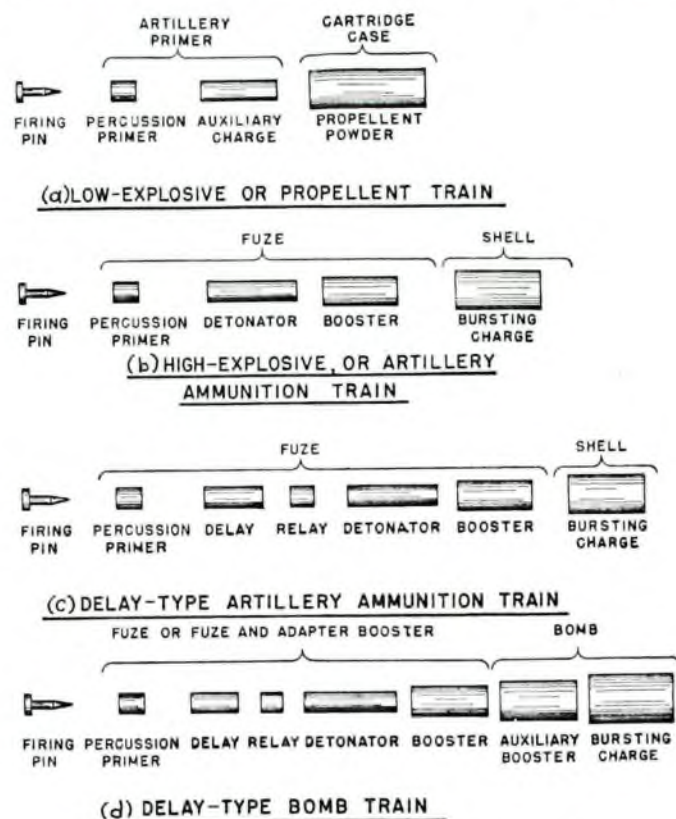 ARTILLERY
PRIMER
CARTRIDGE
CASE
FIRING
PIN
PERCUSSION
PRIMER
AUXILIARY
CHARGE
PROPELLENT
POWDER
(a) LOW-EXPLOSIVE OR PROPELLENT TRAIN
FUZE
SHELL
FIRING
PIN
PERCUSSION
PRIMER
DETONATOR
BOOSTER
BURSTING
CHARGE
(b) HIGH-EXPLOSIVE, OR ARTILLERY
AMMUNITION TRAIN
FUZE
SHELL
FIRING
PIN
PERCUSSION
PRIMER
DELAY
RELAY
DETONATOR
BOOSTER
BURSTING
CHARGE
(c) DELAY-TYPE ARTILLERY AMMUNITION TRAIN
FUZE OR FUZE AND ADAPTER BOOSTER
BOMB
FIRING
PIN
PERCUSSION
PRIMER
DELAY
RELAY
DETONATOR
BOOSTER
AUXILIARY
BOOSTER
BURSTING
CHARGE
(d) DELAY-TYPE BOMB TRAIN